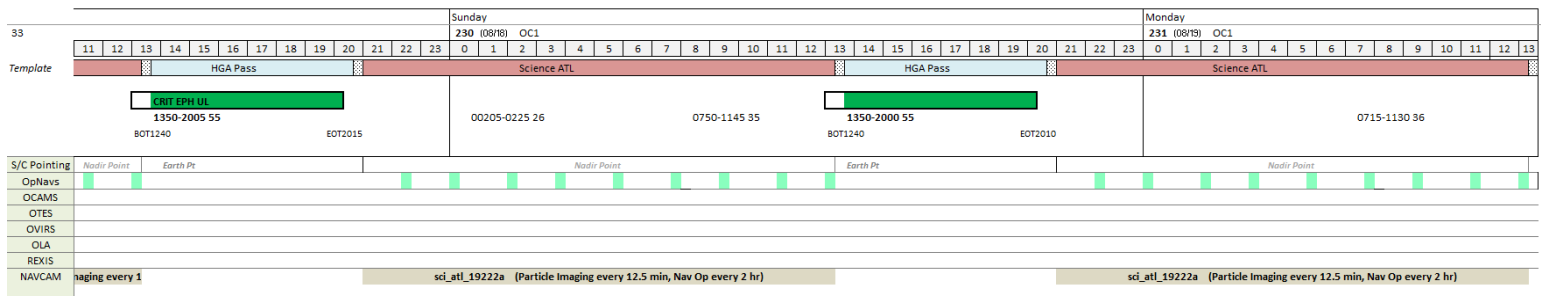 Sunday Monday
33 230 (08/18) OC1 231 (08/19) OC1
11 12 13 14 15 16 17 18 19 20 21 22 23 0 1 2 3 4 5 6 7 8 9 10 11 12 13 14 15 16 17 18 19 20 21 22 23 0 1 2 3 4 5 6 7 8 9 10 11 12 13
Template HGA Pass Science ATL HGA Pass Science ATL
CRIT EPH UL
1350-2005 55 00205-0225 26 0750-1145 35 1350-2000 55 0715-1130 36
BOT1240 EOT2015 BOT1240 EOT2010
S/C Pointing Nadir Point Earth Pt Nadir Point Earth Pt Nadir Point
OpNavs
OCAMS
OTES
OVIRS
OLA
REXIS
NAVCAM naging every 1 sci_atl_19222a (Particle Imaging every 12.5 min, Nav Op every 2 hr) sci_atl_19222a (Particle Imaging every 12.5 min, Nav Op every 2 hr)